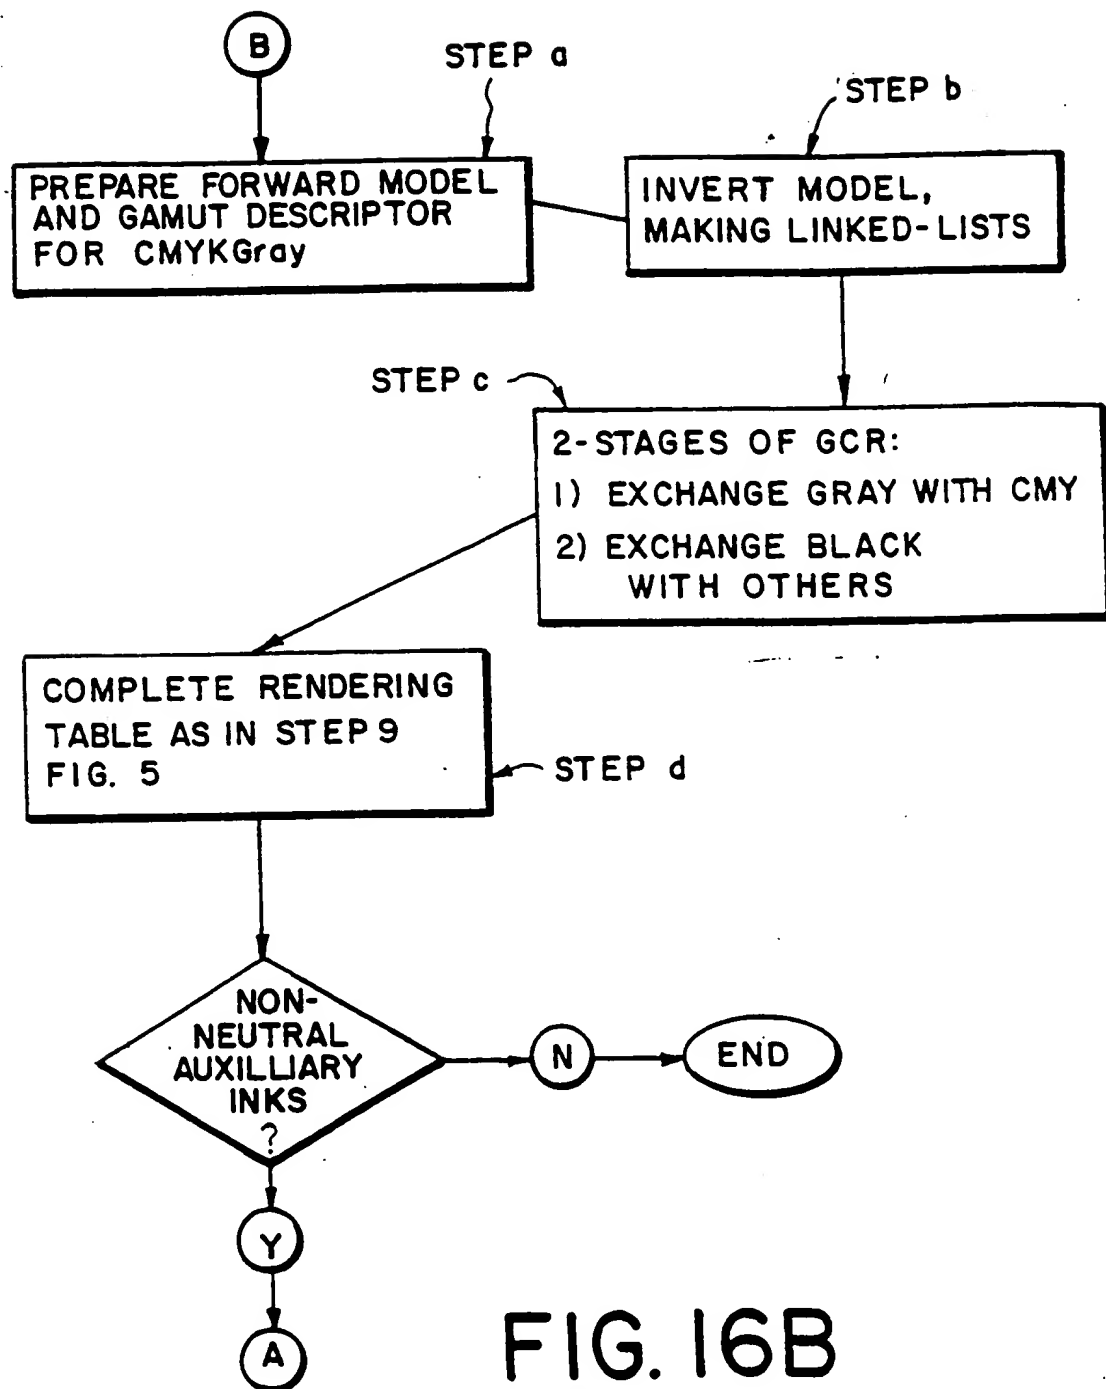 B
STEP a
STEP b
PREPARE FORWARD MODEL
AND GAMUT DESCRIPTOR
FOR CMYKGray
INVERT MODEL,
MAKING LINKED-LISTS
STEP c
2-STAGES OF GCR:
1) EXCHANGE GRAY WITH CMY
2) EXCHANGE BLACK
WITH OTHERS
COMPLETE RENDERING
TABLE AS IN STEP 9
FIG. 5
STEP d
NON-
NEUTRAL
AUXILLIARY
INKS
?
N
END
Y
A
FIG. 16B